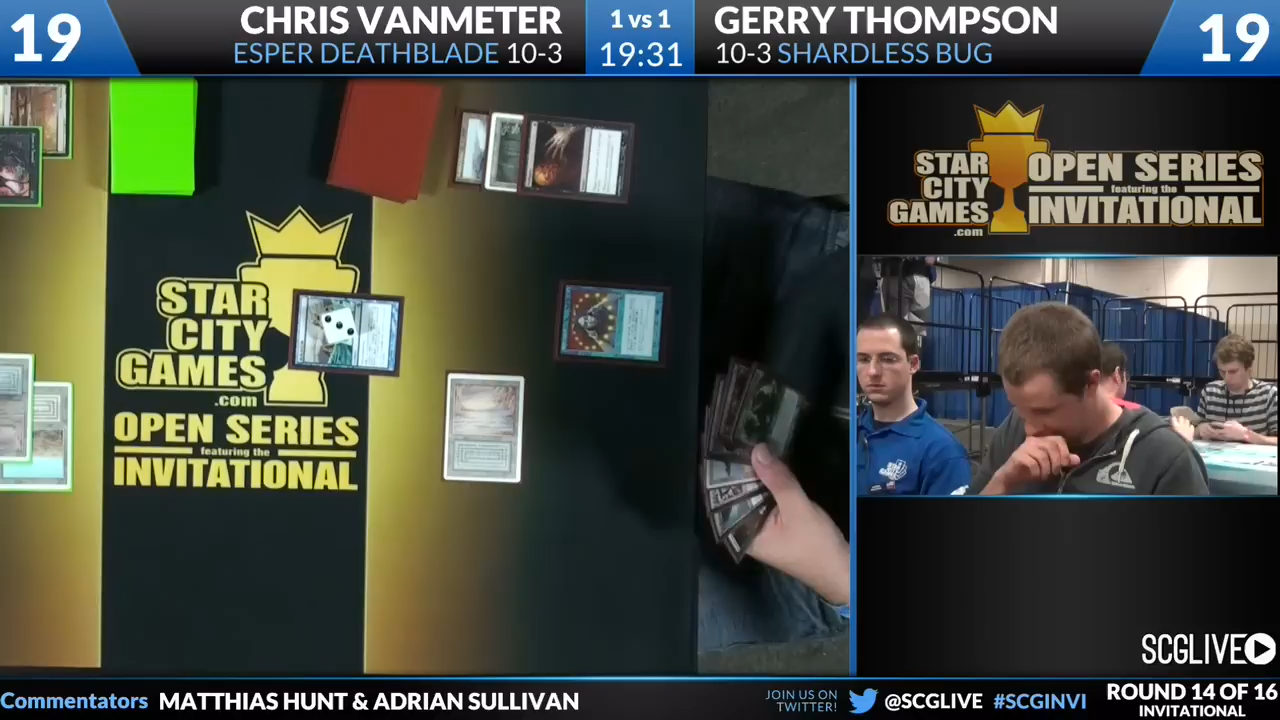 19
CHRIS VANMETER
ESPER DEATHBLADE 10-3
1 vs 1
19:31
GERRY THOMPSON
10-3 SHARDLESS BUG
19
STAR
CITY
GAMES
.com
OPEN SERIES
featuring the
INVITATIONAL
STAR
CITY
GAMES
.com
OPEN SERIES
featuring the
INVITATIONAL
SCGLIVE
Commentators MATTHIAS HUNT & ADRIAN SULLIVAN
JOIN US ON
TWITTER!
@SCGLIVE #SCGINVI
ROUND 14 OF 16
INVITATIONAL